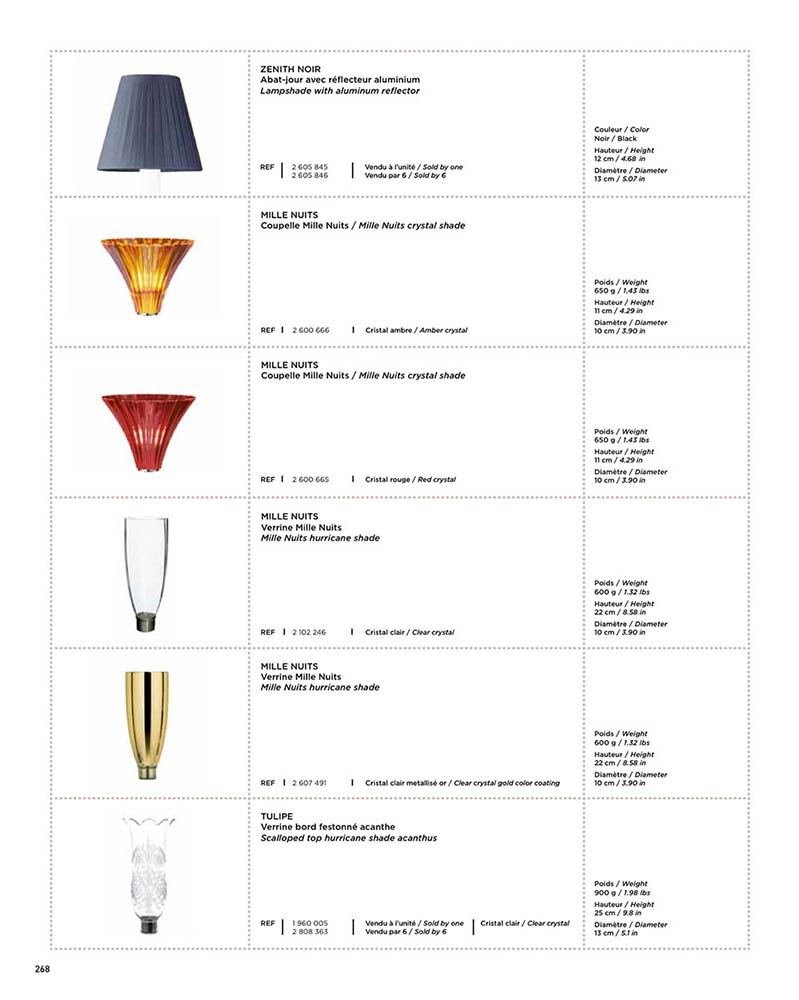 ZENITH NOIR
Abat-jour avec réflecteur aluminium
Lampshade with aluminum reflector
REF 2 605 845 Vendu à l'unité / Sold by one
2 605 846 Vendu par 6 / Sold by 6
Couleur / Color
Noir / Black
Hauteur / Height
12 cm / 4.68 in
Diamètre / Diameter
13 cm / 5.07 in
MILLE NUITS
Coupelle Mille Nuits / Mille Nuits crystal shade
REF 2 600 666 Cristal ambre / Amber crystal
Poids / Weight
650 g / 1.43 lbs
Hauteur / Height
11 cm / 4.29 in
Diamètre / Diameter
10 cm / 3.90 in
MILLE NUITS
Coupelle Mille Nuits / Mille Nuits crystal shade
REF 2 600 665 Cristal rouge / Red crystal
Poids / Weight
650 g / 1.43 lbs
Hauteur / Height
11 cm / 4.29 in
Diamètre / Diameter
10 cm / 3.90 in
MILLE NUITS
Verrine Mille Nuits
Mille Nuits hurricane shade
REF 2 102 246 Cristal clair / Clear crystal
Poids / Weight
600 g / 1.32 lbs
Hauteur / Height
22 cm / 8.58 in
Diamètre / Diameter
10 cm / 3.90 in
MILLE NUITS
Verrine Mille Nuits
Mille Nuits hurricane shade
REF 2 607 491 Cristal clair metallisé or / Clear crystal gold color coating
Poids / Weight
600 g / 1.32 lbs
Hauteur / Height
22 cm / 8.58 in
Diamètre / Diameter
10 cm / 3.90 in
TULIPE
Verrine bord festonné acanthe
Scalloped top hurricane shade acanthus
REF 1 960 005 Vendu à l'unité / Sold by one Cristal clair / Clear crystal
2 808 363 Vendu par 6 / Sold by 6
Poids / Weight
900 g / 1.98 lbs
Hauteur / Height
25 cm / 9.8 in
Diamètre / Diameter
13 cm / 5.1 in
268